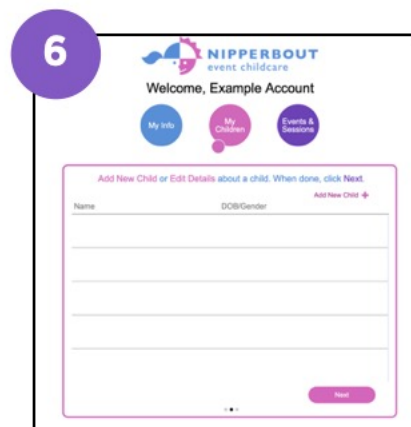 6
NIPPERBOUT
event childcare
Welcome, Example Account
My Info
My
Children
Events &
Sessions
Add New Child or Edit Details about a child. When done, click Next.
Add New Child +
Name DOB/Gender
Next